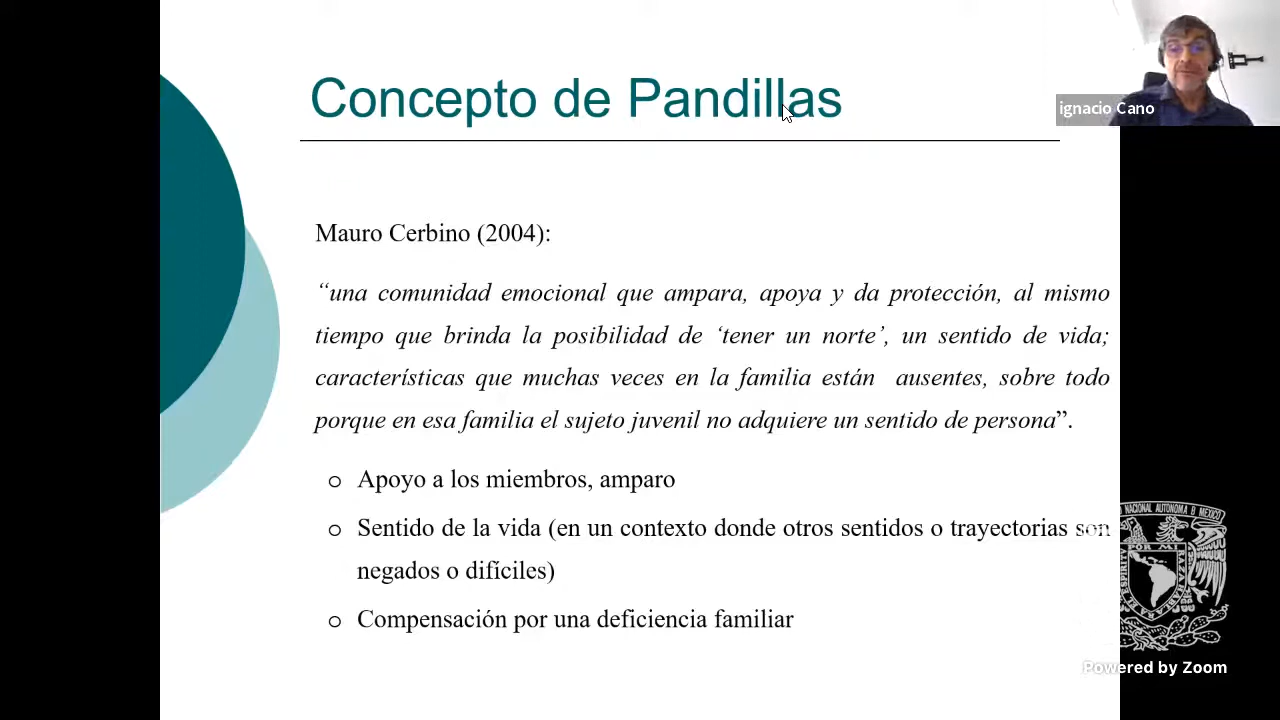 Concepto de Pandillas
ignacio Cano
Mauro Cerbino (2004):
“una comunidad emocional que ampara, apoya y da protección, al mismo
tiempo que brinda la posibilidad de ‘tener un norte’, un sentido de vida;
características que muchas veces en la familia están ausentes, sobre todo
porque en esa familia el sujeto juvenil no adquiere un sentido de persona”.
o Apoyo a los miembros, amparo
o Sentido de la vida (en un contexto donde otros sentidos o trayectorias son
negados o difíciles)
o Compensación por una deficiencia familiar
NACIONAL AUTONOMA
Powered by Zoom